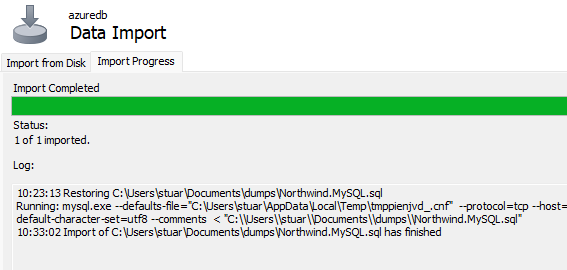 azuredb
Data Import
Import from Disk
Import Progress
Import Completed
Status:
1 of 1 imported.
Log:
10:23:13 Restoring C:\Users\stuar\Documents\dumps\Northwind.MySQL.sql
Running: mysql.exe --defaults-file="C:\Users\stuar\AppData\Local\Temp\tmppienjvd_.cnf"  --protocol=tcp --host=
default-character-set=utf8 --comments  < "C:\\Users\\stuar\\Documents\\dumps\\Northwind.MySQL.sql"
10:33:02 Import of C:\Users\stuar\Documents\dumps\Northwind.MySQL.sql has finished